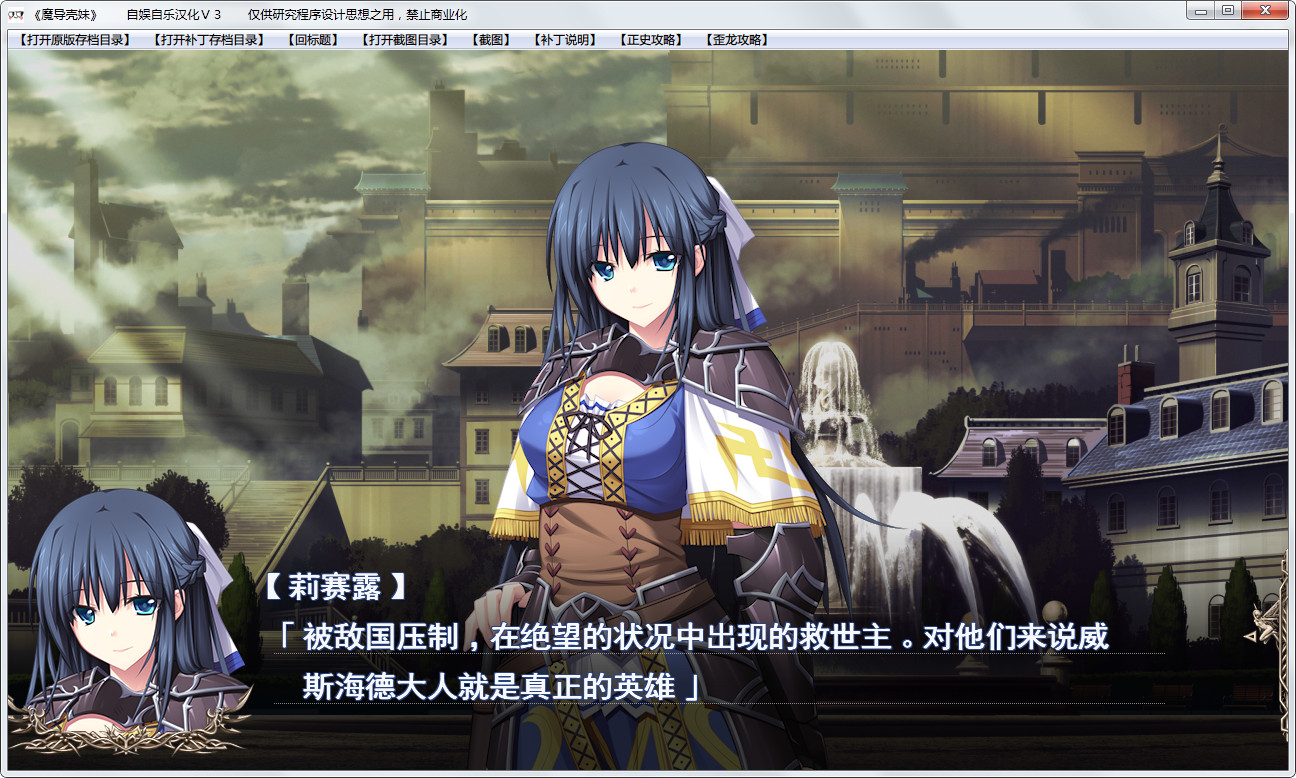 《魔导壳妹》 自娱自乐汉化V 3 仅供研究程序设计思想之用，禁止商业化
【打开原版存档目录】 【打开补丁存档目录】 【回标题】 【打开截图目录】 【截图】 【补丁说明】 【正史攻略】 【歪龙攻略】
【 莉赛露 】
「 被敌国压制，在绝望的状况中出现的救世主。对他们来说威
斯海德大人就是真正的英雄 」